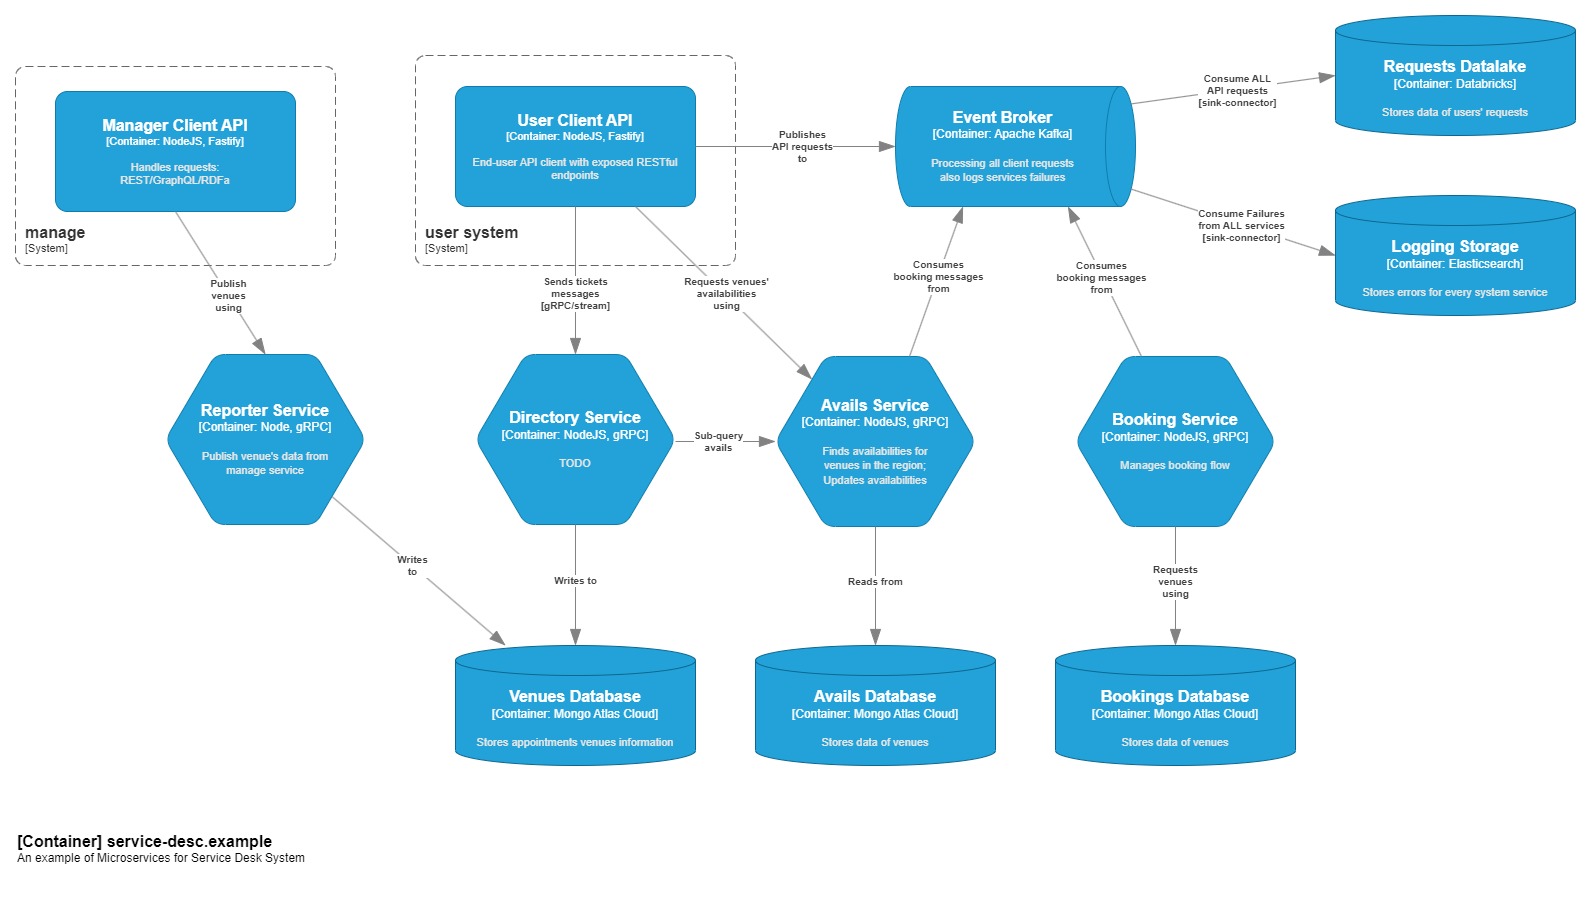 Manager Client API
[Container: NodeJS, Fastify]
Handles requests:
REST/GraphQL/RDFa
manage
[System]
User Client API
[Container: NodeJS, Fastify]
End-user API client with exposed RESTful
endpoints
user system
[System]
Publishes
API requests
to
Event Broker
[Container: Apache Kafka]
Processing all client requests
also logs services failures
Consume ALL
API requests
[sink-connector]
Requests Datalake
[Container: Databricks]
Stores data of users' requests
Consume Failures
from ALL services
[sink-connector]
Logging Storage
[Container: Elasticsearch]
Stores errors for every system service
Publish
venues
using
Sends tickets
messages
[gRPC/stream]
Requests venues'
availabilities
using
Consumes
booking messages
from
Consumes
booking messages
from
Reporter Service
[Container: Node, gRPC]
Publish venue's data from
manage service
Directory Service
[Container: NodeJS, gRPC]
TODO
Sub-query
avails
Avails Service
[Container: NodeJS, gRPC]
Finds availabilities for
venues in the region;
Updates availabilities
Booking Service
[Container: NodeJS, gRPC]
Manages booking flow
Writes
to
Writes to
Reads from
Requests
venues
using
Venues Database
[Container: Mongo Atlas Cloud]
Stores appointments venues information
Avails Database
[Container: Mongo Atlas Cloud]
Stores data of venues
Bookings Database
[Container: Mongo Atlas Cloud]
Stores data of venues
[Container] service-desc.example
An example of Microservices for Service Desk System